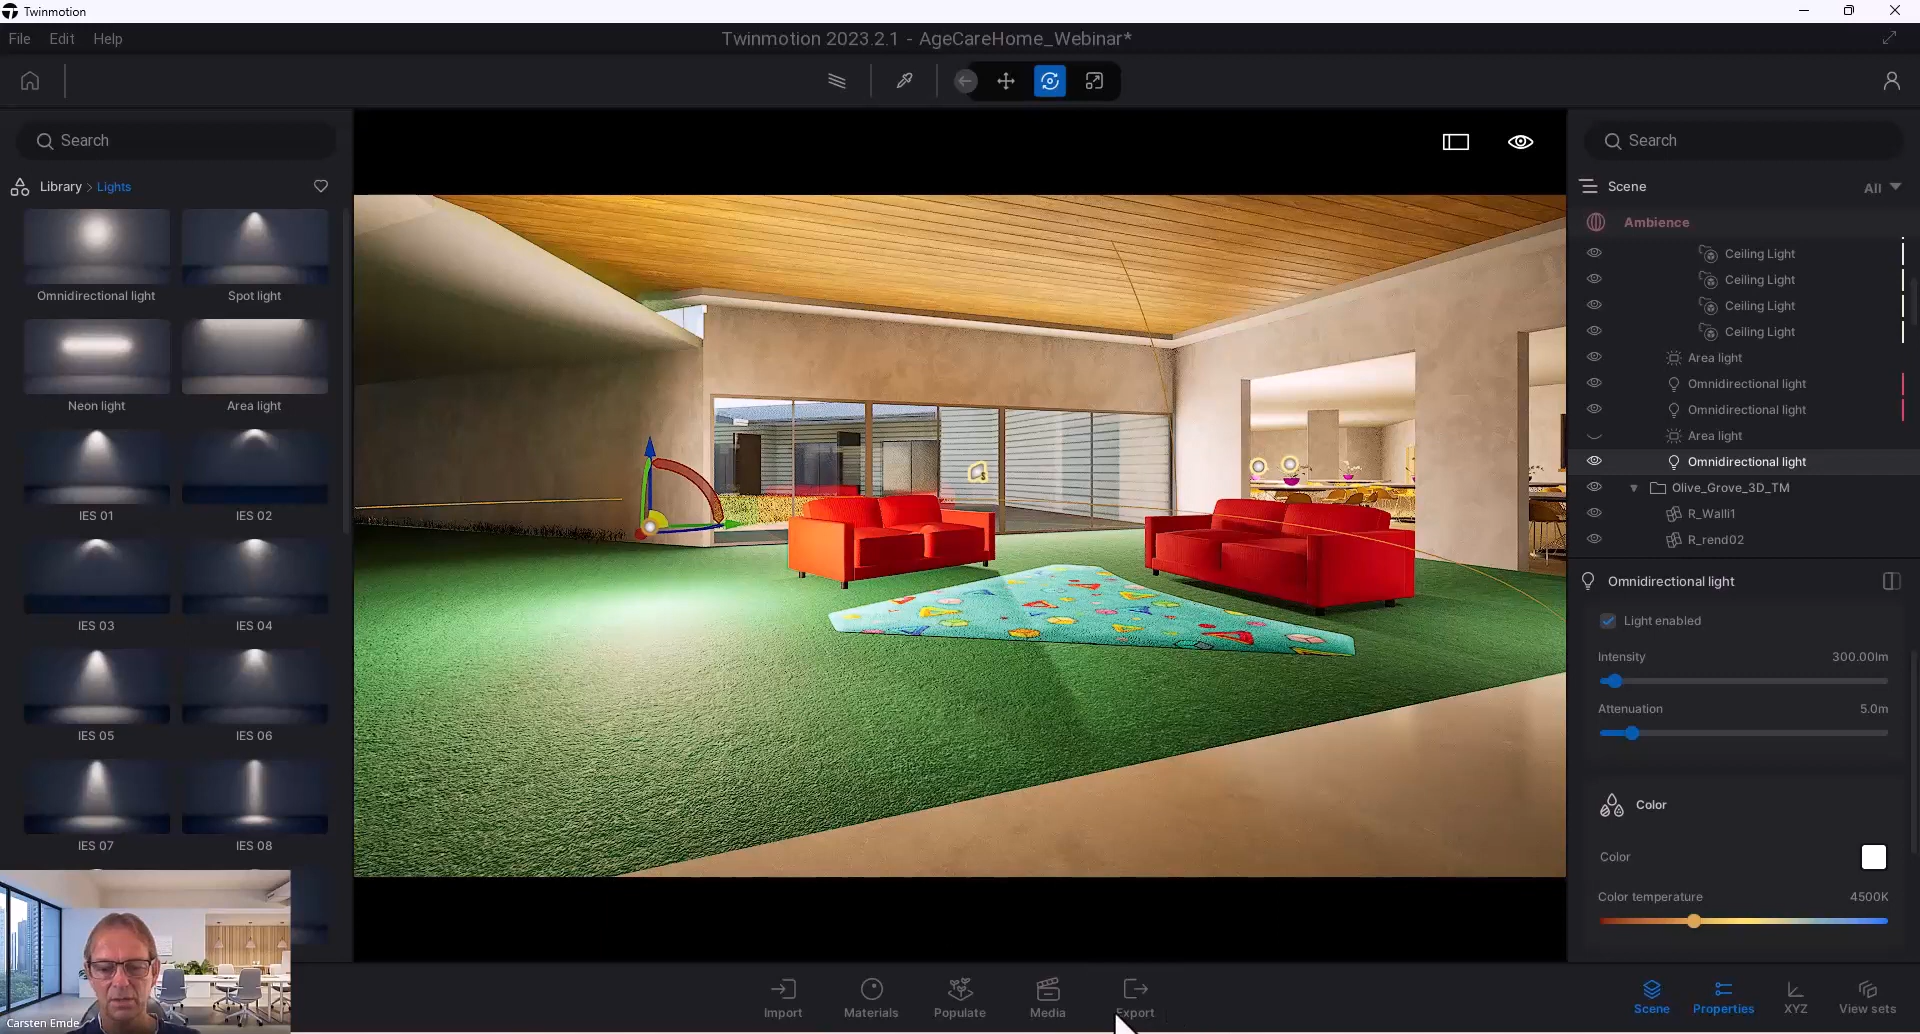 Twinmotion
File Edit Help
Twinmotion 2023.2.1 - AgeCareHome_Webinar*
Search
Library > Lights
Omnidirectional light
Spot light
Neon light
Area light
IES 01
IES 02
IES 03
IES 04
IES 05
IES 06
IES 07
IES 08
Carsten Emde
Search
Scene
All
Ambience
Ceiling Light
Ceiling Light
Ceiling Light
Ceiling Light
Area light
Omnidirectional light
Omnidirectional light
Area light
Omnidirectional light
Olive_Grove_3D_TM
R_Walli1
R_rend02
Omnidirectional light
Light enabled
Intensity 300.00lm
Attenuation 5.0m
Color
Color
Color temperature 4500K
Import
Materials
Populate
Media
Export
Scene
Properties
XYZ
View sets